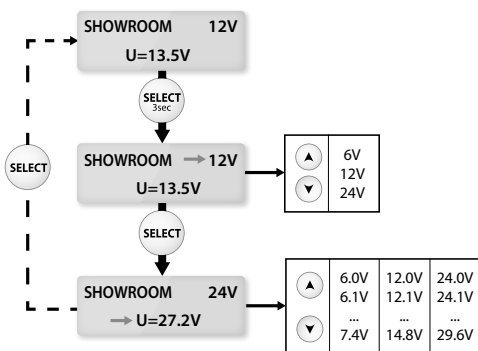 SHOWROOM 12V
U=13.5V
SELECT
3sec
SELECT
SHOWROOM → 12V
U=13.5V
6V
12V
24V
SELECT
SHOWROOM 24V
→ U=27.2V
6.0V 12.0V 24.0V
6.1V 12.1V 24.1V
... ... ...
7.4V 14.8V 29.6V